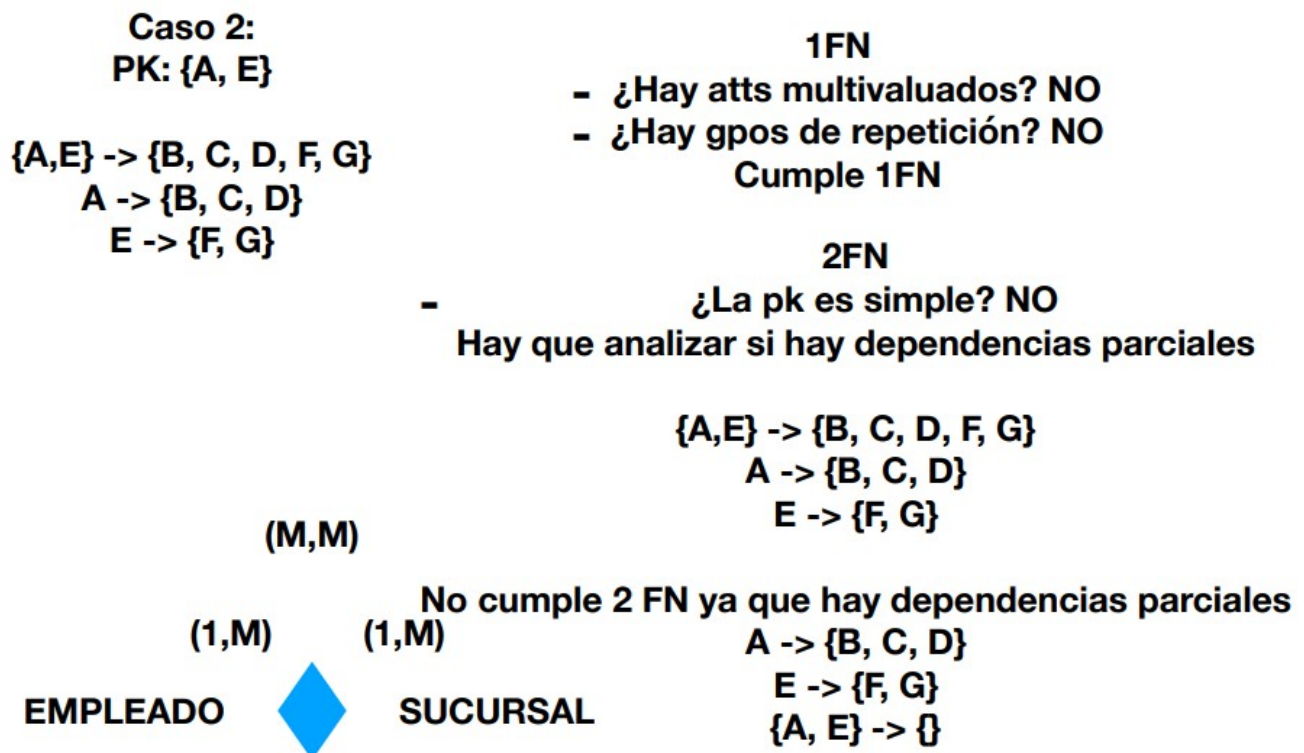 Caso 2:
PK: {A, E}
{A,E} -> {B, C, D, F, G}
A -> {B, C, D}
E -> {F, G}
1FN
- ¿Hay atts multivaluados? NO
- ¿Hay gpos de repetición? NO
Cumple 1FN
2FN
- ¿La pk es simple? NO
Hay que analizar si hay dependencias parciales
{A,E} -> {B, C, D, F, G}
A -> {B, C, D}
E -> {F, G}
No cumple 2 FN ya que hay dependencias parciales
A -> {B, C, D}
E -> {F, G}
{A, E} -> {}
(M,M)
(1,M) (1,M)
EMPLEADO SUCURSAL